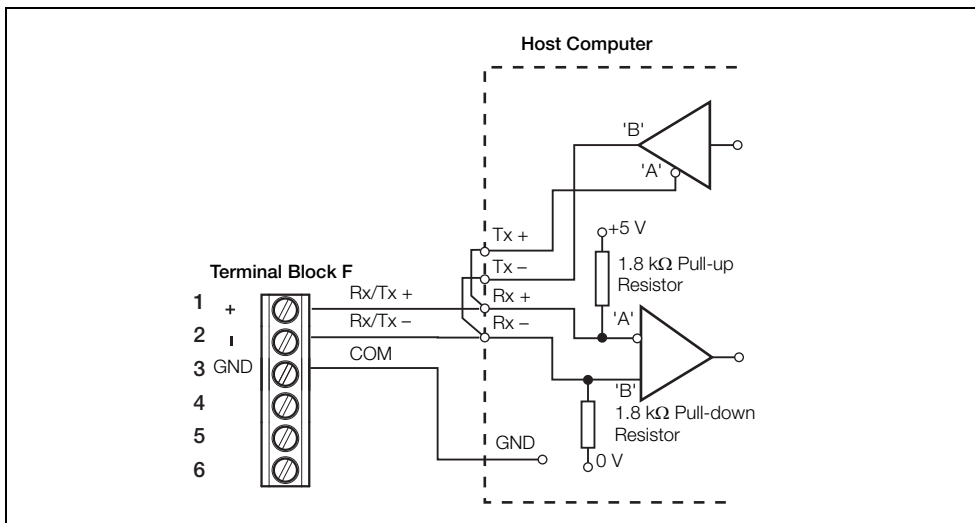 Host Computer
'B'
'A'
+5 V
Tx +
1.8 kΩ Pull-up
Resistor
Tx –
Terminal Block F
Rx/Tx +
Rx +
1 +
'A'
Rx/Tx –
Rx –
2 –
COM
3 GND
'B'
4
1.8 kΩ Pull-down
Resistor
5
GND
0 V
6